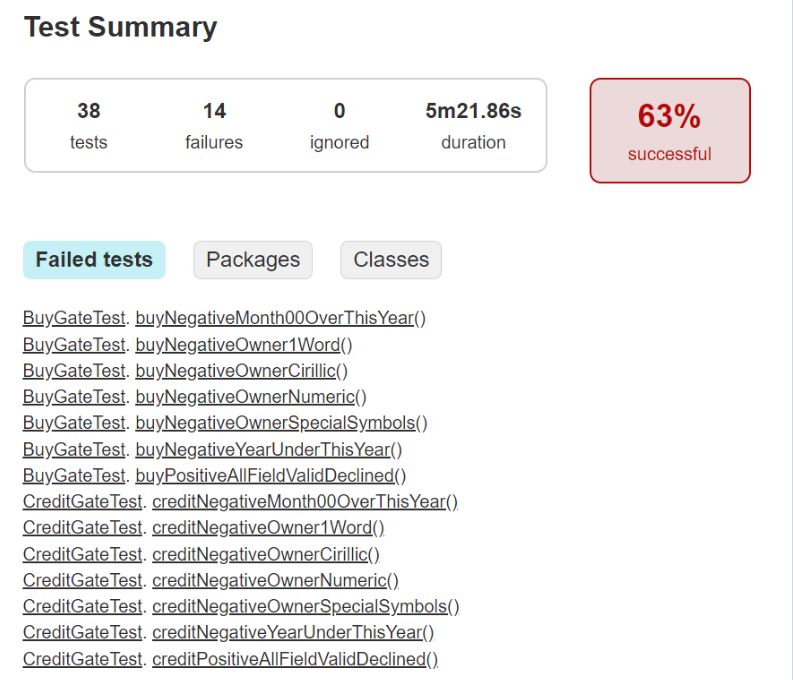 Test Summary
38 14 0 5m21.86s
tests failures ignored duration
63%
successful
Failed tests Packages Classes
BuyGateTest. buyNegativeMonth00OverThisYear()
BuyGateTest. buyNegativeOwner1Word()
BuyGateTest. buyNegativeOwnerCirillic()
BuyGateTest. buyNegativeOwnerNumeric()
BuyGateTest. buyNegativeOwnerSpecialSymbols()
BuyGateTest. buyNegativeYearUnderThisYear()
BuyGateTest. buyPositiveAllFieldValidDeclined()
CreditGateTest. creditNegativeMonth00OverThisYear()
CreditGateTest. creditNegativeOwner1Word()
CreditGateTest. creditNegativeOwnerCirillic()
CreditGateTest. creditNegativeOwnerNumeric()
CreditGateTest. creditNegativeOwnerSpecialSymbols()
CreditGateTest. creditNegativeYearUnderThisYear()
CreditGateTest. creditPositiveAllFieldValidDeclined()